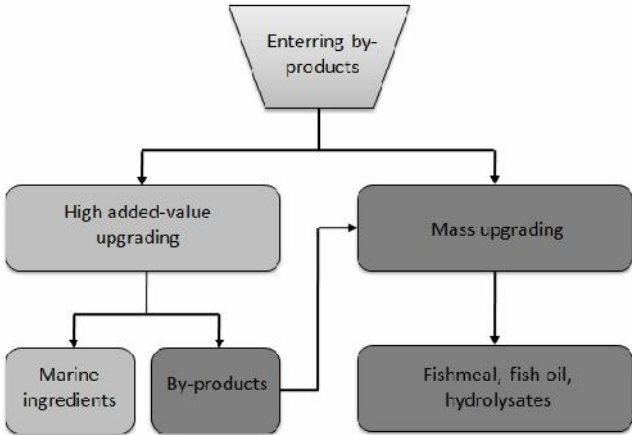 Enterring by-
products
High added-value
upgrading
Mass upgrading
Marine
ingredients
By-products
Fishmeal, fish oil,
hydrolysates